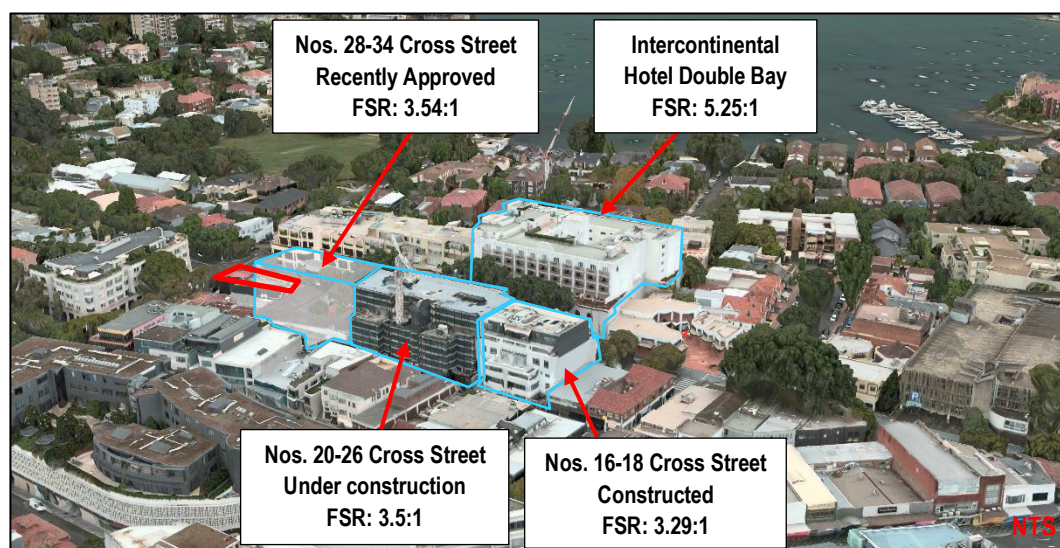 Nos. 28-34 Cross Street
Recently Approved
FSR: 3.54:1
Intercontinental
Hotel Double Bay
FSR: 5.25:1
Nos. 20-26 Cross Street
Under construction
FSR: 3.5:1
Nos. 16-18 Cross Street
Constructed
FSR: 3.29:1
NTS